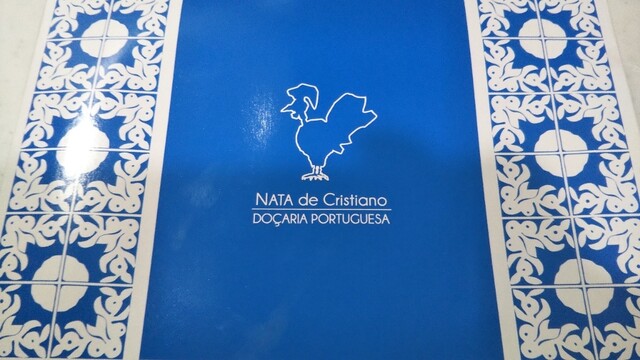 NATA de Cristiano
DOÇARIA PORTUGUESA